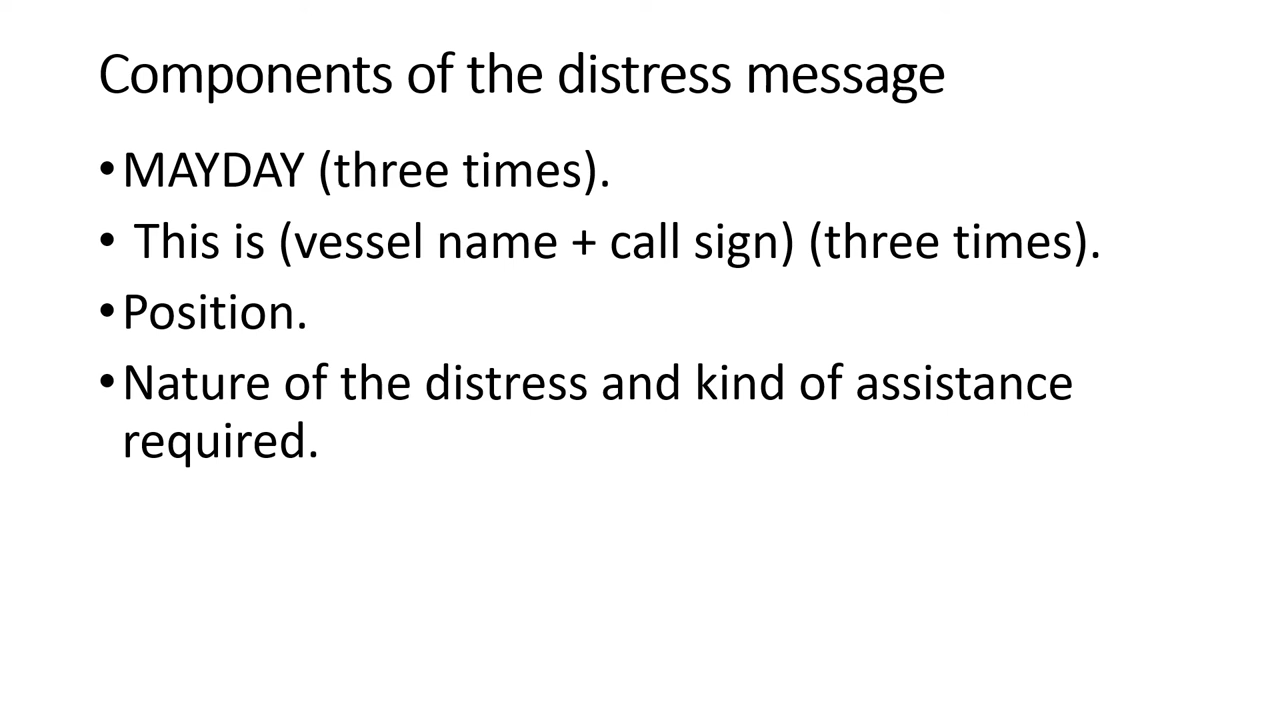 Components of the distress message
•MAYDAY (three times).
• This is (vessel name + call sign) (three times).
•Position.
•Nature of the distress and kind of assistance
required.